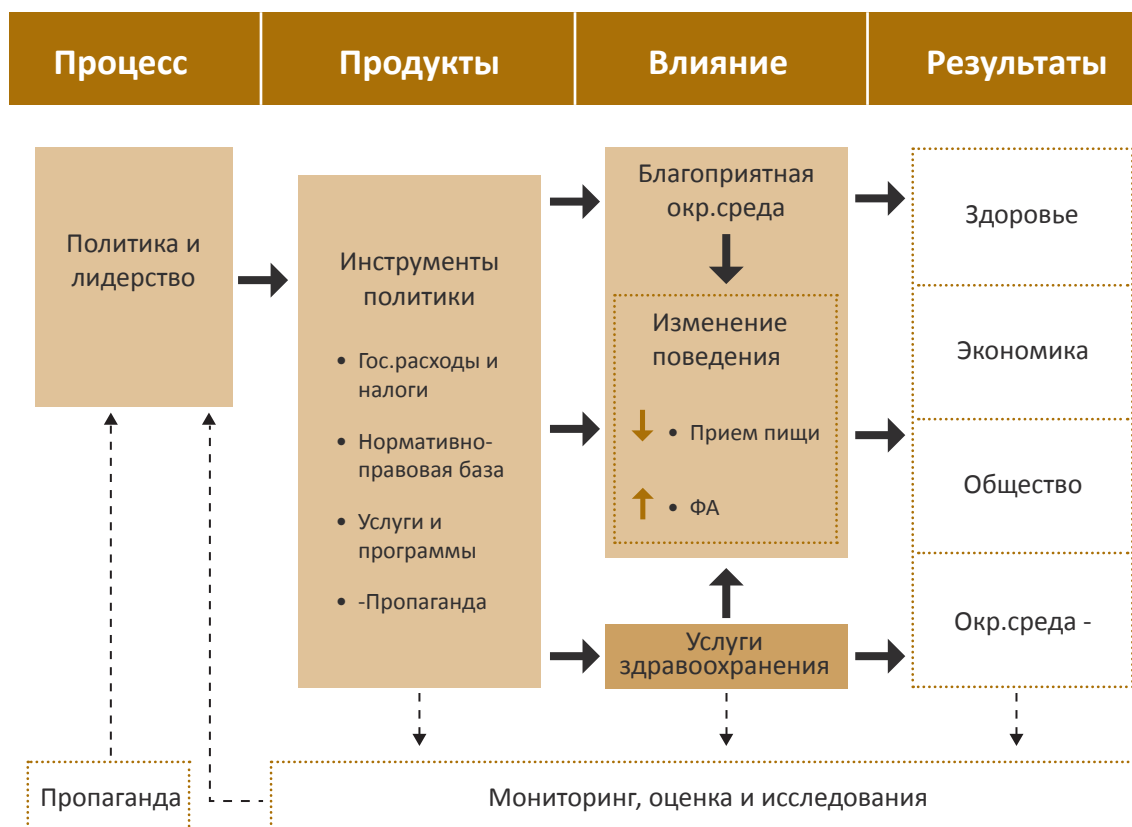 Процесс
Продукты
Влияние
Результаты
Политика и
лидерство
Инструменты
политики
• Гос.расходы и
налоги
• Нормативно-
правовая база
• Услуги и
программы
• -Пропаганда
Благоприятная
окр.среда
Изменение
поведения
• Прием пищи
• ФА
Услуги
здравоохранения
Здоровье
Экономика
Общество
Окр.среда -
Пропаганда
Мониторинг, оценка и исследования